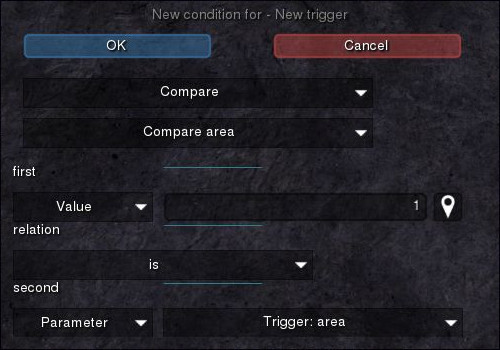 New condition for - New trigger
OK Cancel
Compare
Compare area
first
Value 1
relation
is
second
Parameter Trigger: area